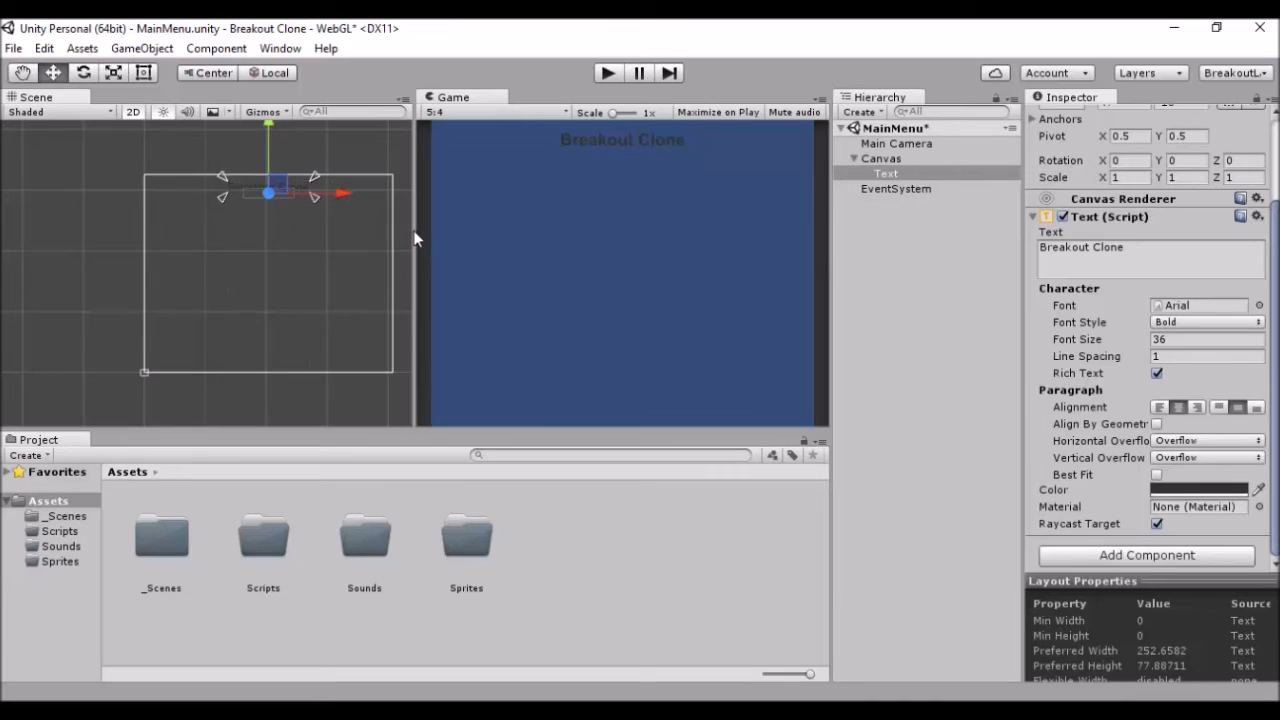 Unity Personal (64bit) - MainMenu.unity - Breakout Clone - WebGL* <DX11>
File Edit Assets GameObject Component Window Help
Center Local Account Layers BreakoutL
Scene
Shaded 2D Gizmos All
Game
5:4 Scale 1x Maximize on Play Mute audio
Breakout Clone
Hierarchy
Create All
MainMenu*
Main Camera
Canvas
Text
EventSystem
Inspector
Anchors
Pivot X 0.5 Y 0.5
Rotation X 0 Y 0 Z 0
Scale X 1 Y 1 Z 1
Canvas Renderer
Text (Script)
Text
Breakout Clone
Character
Font Arial
Font Style Bold
Font Size 36
Line Spacing 1
Rich Text
Paragraph
Alignment
Align By Geometr
Horizontal Overflo Overflow
Vertical Overflow Overflow
Best Fit
Color
Material None (Material)
Raycast Target
Add Component
Layout Properties
Property Value Source
Min Width 0 Text
Min Height 0 Text
Preferred Width 252.6582 Text
Preferred Height 77.88711 Text
Flexible Width disabled none
Project
Create
Favorites
Assets
_Scenes
Scripts
Sounds
Sprites
Assets
_Scenes Scripts Sounds Sprites